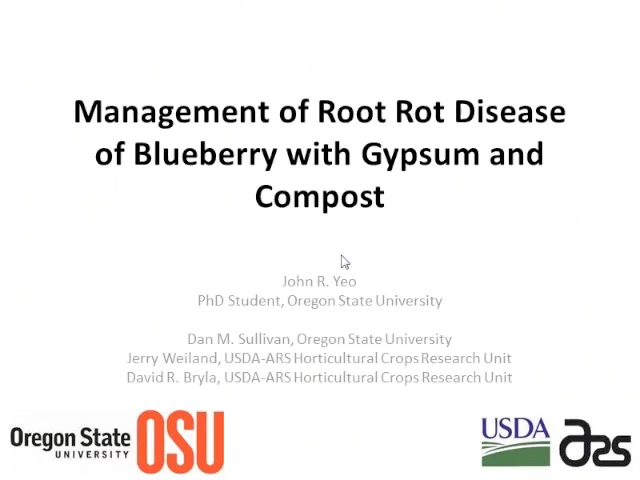 Management of Root Rot Disease
of Blueberry with Gypsum and
Compost
John R. Yeo
PhD Student, Oregon State University
Dan M. Sullivan, Oregon State University
Jerry Weiland, USDA-ARS Horticultural Crops Research Unit
David R. Bryla, USDA-ARS Horticultural Crops Research Unit
Oregon State
UNIVERSITY
OSU
USDA
ars